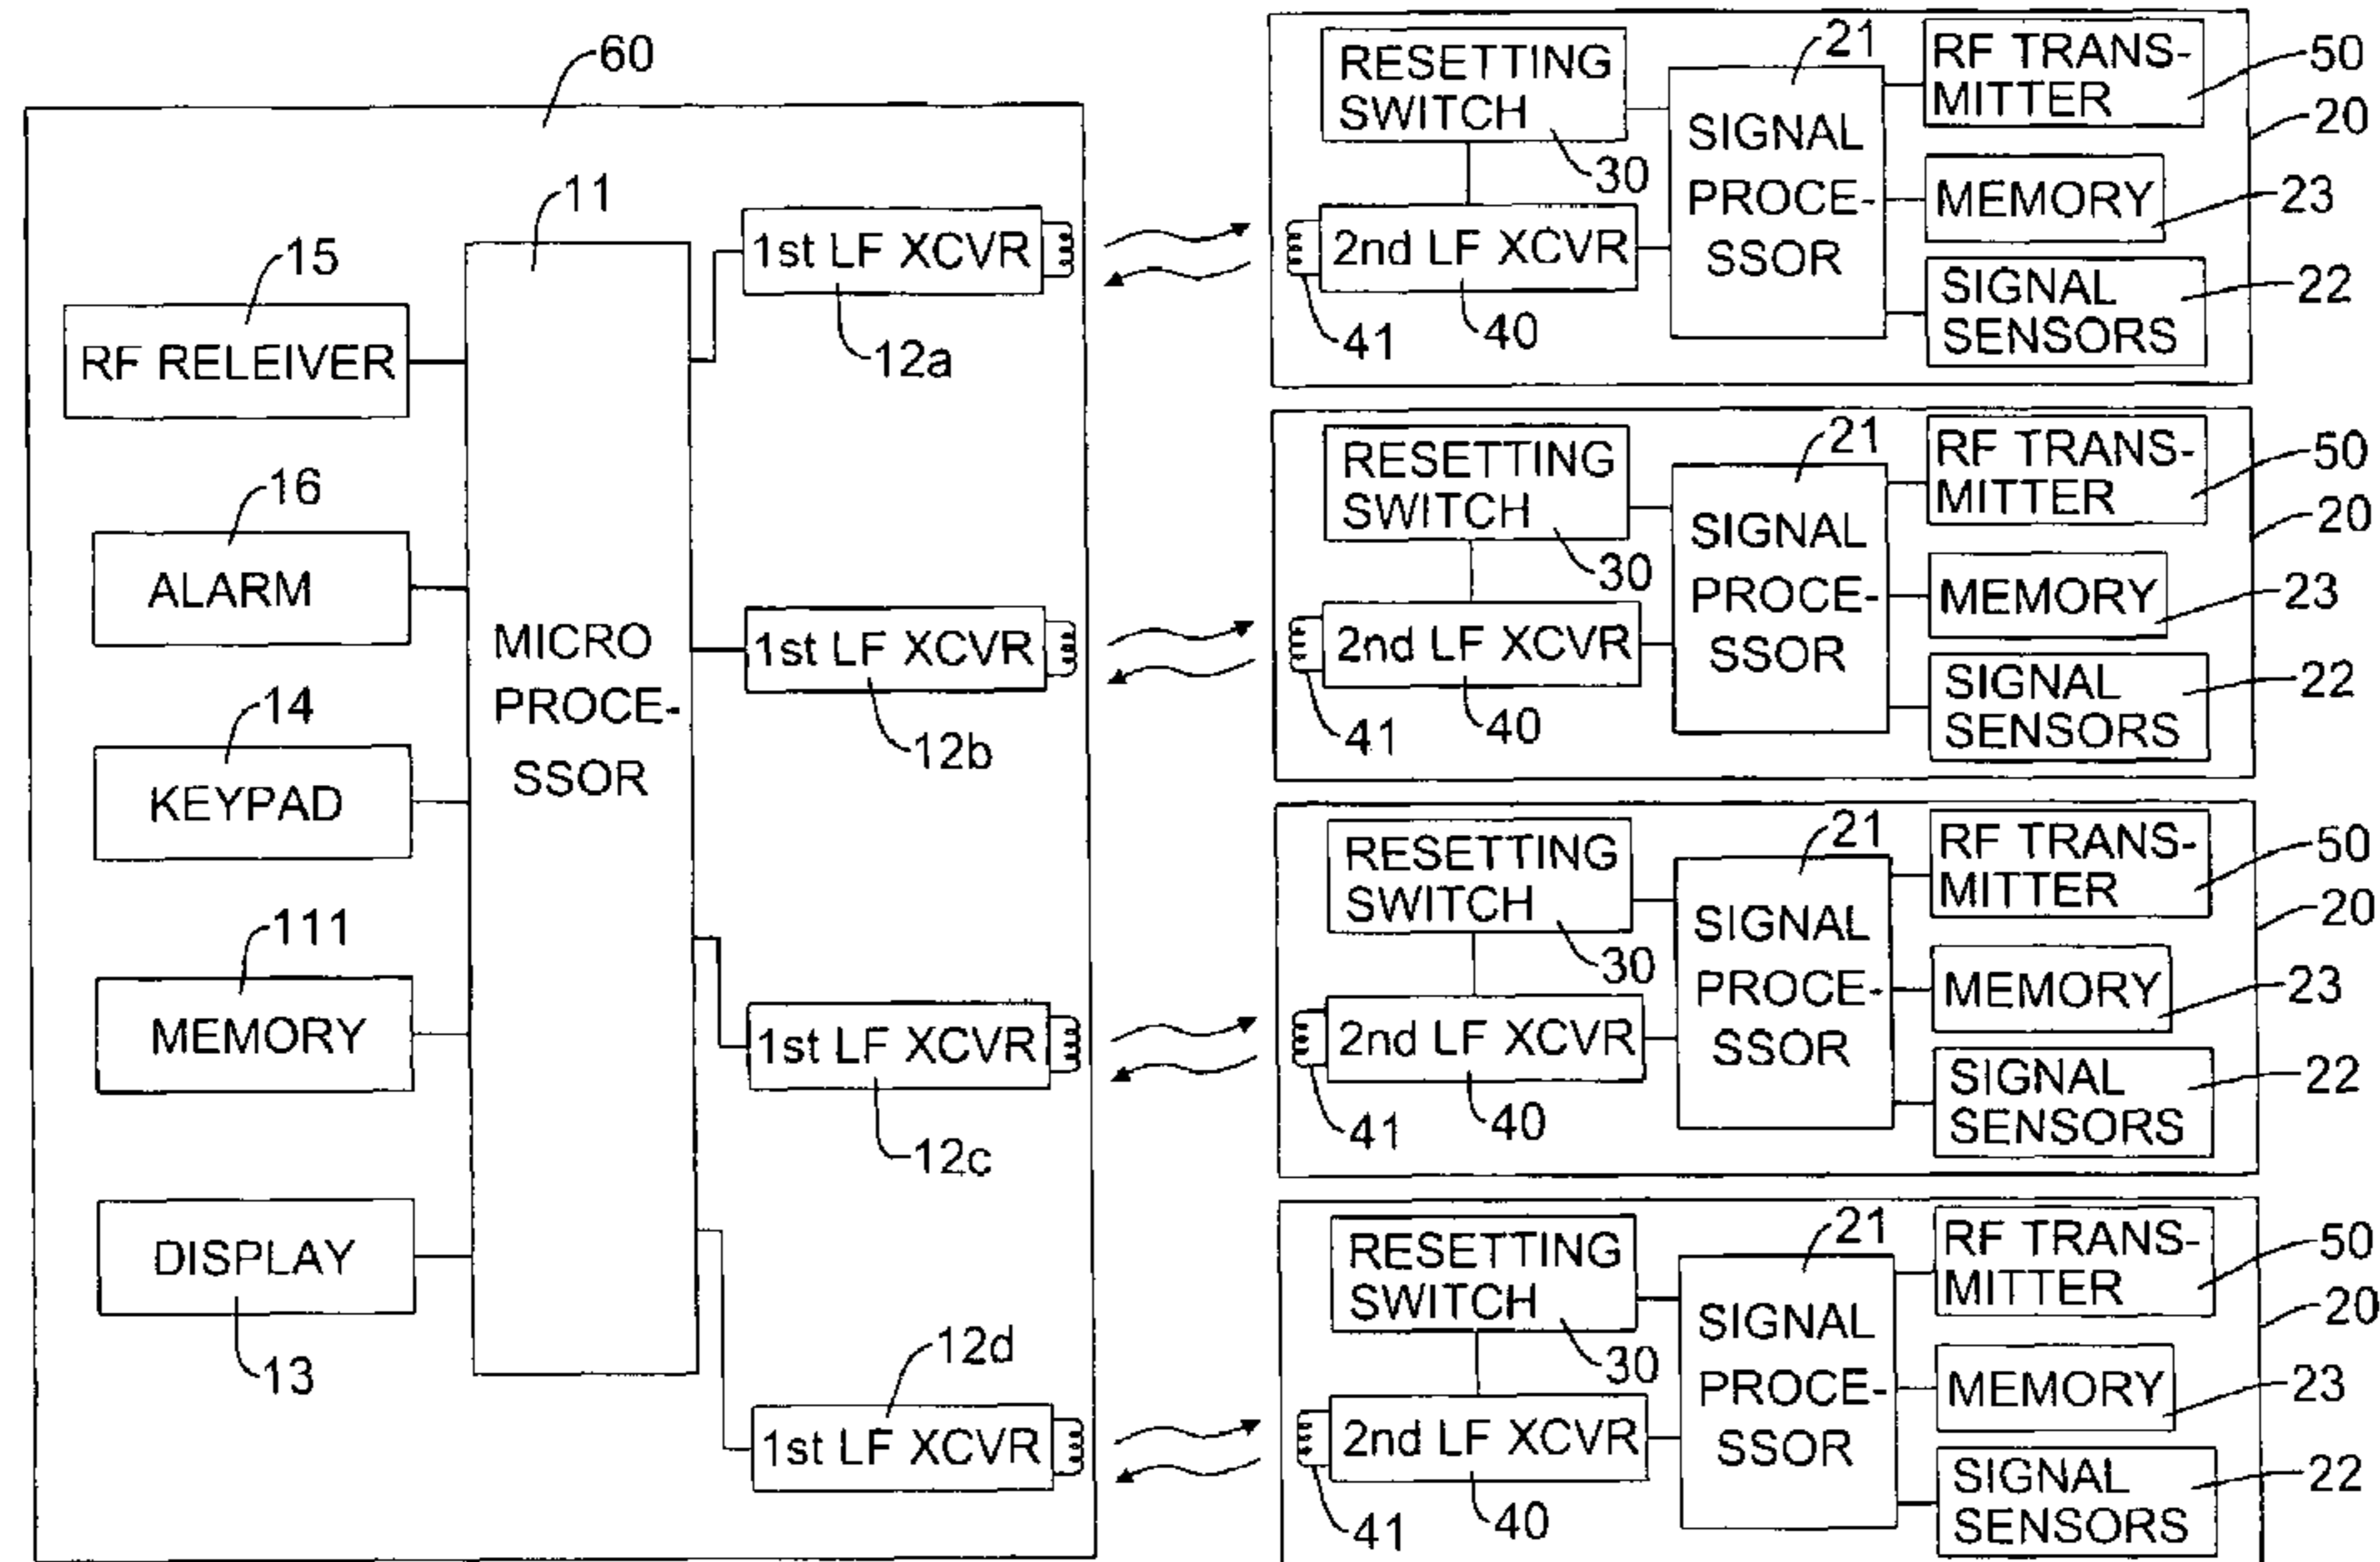 60
11
15
RF RELEIVER
16
ALARM
14
KEYPAD
111
MEMORY
DISPLAY
13
MICRO
PROCE-
SSOR
1st LF XCVR
12a
1st LF XCVR
12b
1st LF XCVR
12c
12d
1st LF XCVR
RESETTING
SWITCH
30
2nd LF XCVR
41
40
21
SIGNAL
PROCE-
SSOR
RF TRANS-
MITTER
50
20
MEMORY
23
SIGNAL
SENSORS
22
RESETTING
SWITCH
30
2nd LF XCVR
41
40
21
SIGNAL
PROCE-
SSOR
RF TRANS-
MITTER
50
20
MEMORY
23
SIGNAL
SENSORS
22
RESETTING
SWITCH
30
2nd LF XCVR
41
40
21
SIGNAL
PROCE-
SSOR
RF TRANS-
MITTER
50
20
MEMORY
23
SIGNAL
SENSORS
22
RESETTING
SWITCH
30
2nd LF XCVR
41
40
21
SIGNAL
PROCE-
SSOR
RF TRANS-
MITTER
50
20
MEMORY
23
SIGNAL
SENSORS
22